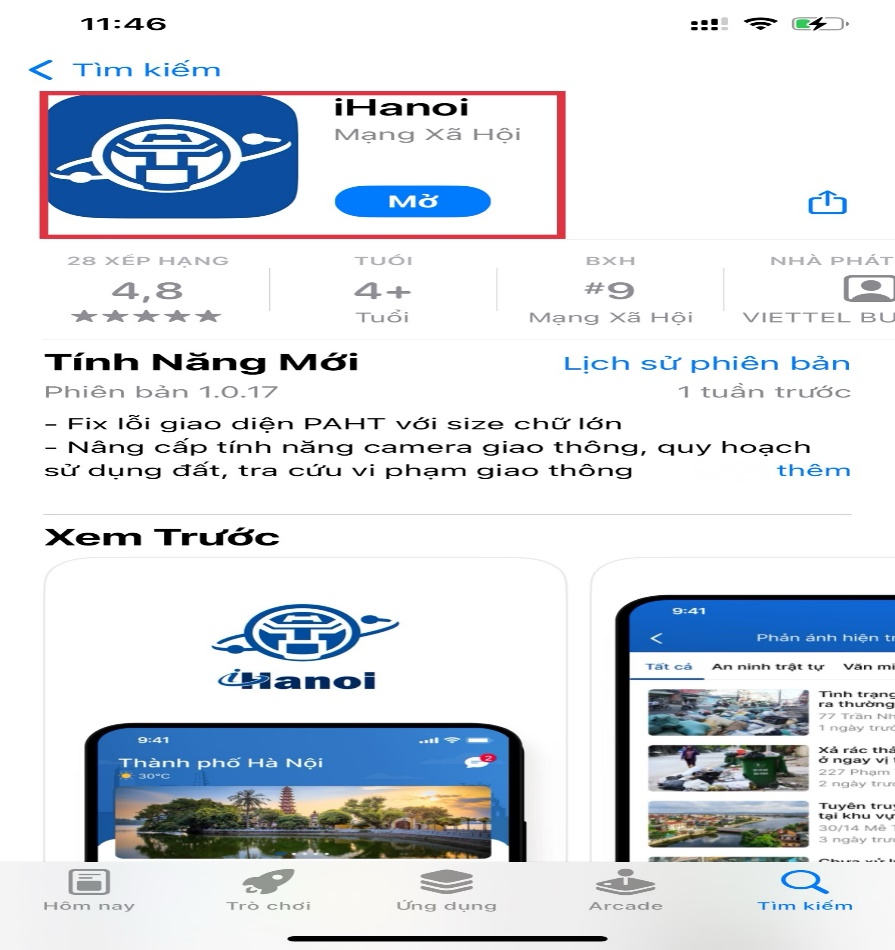 11:46
Tìm kiếm
iHanoi
Mạng Xã Hội
Mở
28 XẾP HẠNG
4,8
TUỔI
4+
Tuổi
BXH
#9
Mạng Xã Hội
NHÀ PHÁT
VIETTEL BU
Tính Năng Mới
Lịch sử phiên bản
Phiên bản 1.0.17
1 tuần trước
- Fix lỗi giao diện PAHT với size chữ lớn
- Nâng cấp tính năng camera giao thông, quy hoạch
sử dụng đất, tra cứu vi phạm giao thông
thêm
Xem Trước
iHanoi
9:41
Thành phố Hà Nội
2
30°C
9:41
Phản ánh hiện tr
Tất cả An ninh trật tự Văn mi
Tình trạng
ra thường
77 Trần Nh
1 ngày trước
Xả rác thả
ở ngay vị t
227 Phạm
2 ngày trướ
Tuyên truy
tại khu vự
30/14 Mễ T
3 ngày trướ
Hôm nay
Trò chơi
Ứng dụng
Arcade
Tìm kiếm